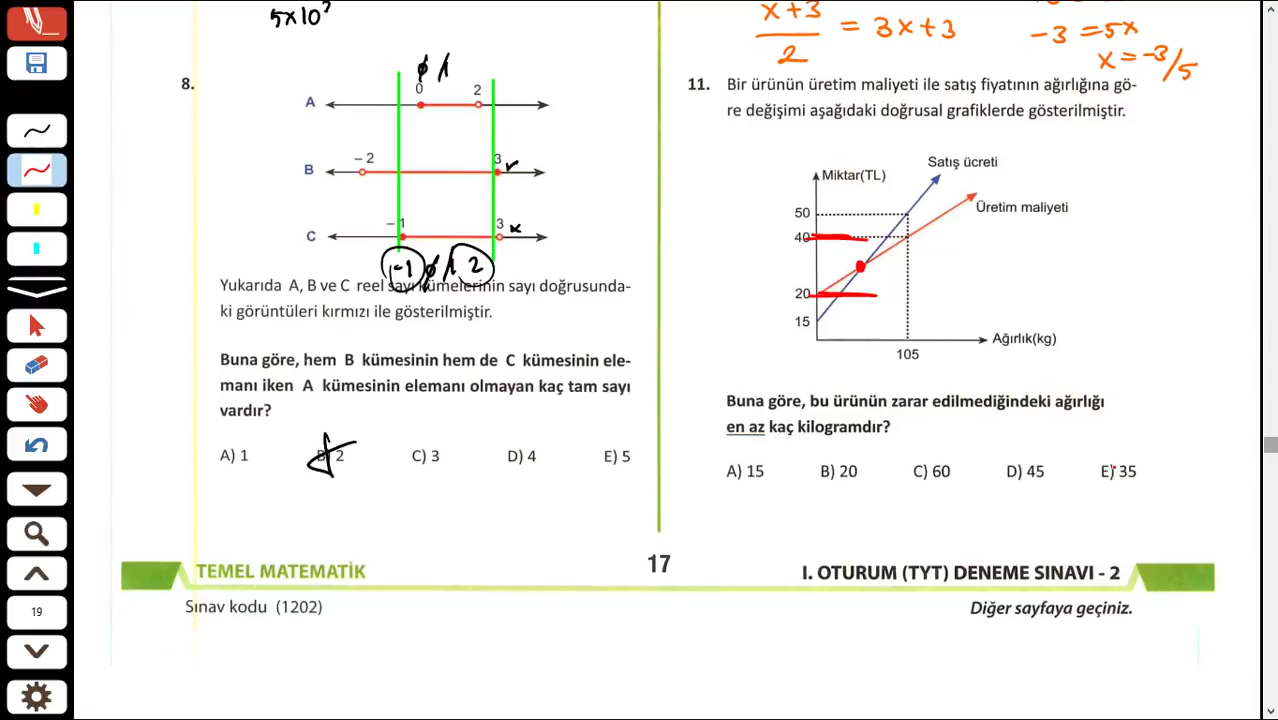 5x10³
x+3
2
= 3x+3
-3 = 5x
x = -3/5
8.
0 1
A
0
2
B
– 2
3
C
– 1
3
-1 0 1 2
Yukarıda A, B ve C reel sayı kümelerinin sayı doğrusunda-
ki görüntüleri kırmızı ile gösterilmiştir.
Buna göre, hem B kümesinin hem de C kümesinin ele-
manı iken A kümesinin elemanı olmayan kaç tam sayı
vardır?
A) 1 B) 2 C) 3 D) 4 E) 5
11. Bir ürünün üretim maliyeti ile satış fiyatının ağırlığına gö-
re değişimi aşağıdaki doğrusal grafiklerde gösterilmiştir.
Satış ücreti
Miktar(TL)
Üretim maliyeti
50
40
20
15
Ağırlık(kg)
105
Buna göre, bu ürünün zarar edilmediğindeki ağırlığı
en az kaç kilogramdır?
A) 15 B) 20 C) 60 D) 45 E) 35
TEMEL MATEMATİK
17
I. OTURUM (TYT) DENEME SINAVI - 2
Sınav kodu (1202)
Diğer sayfaya geçiniz.
19